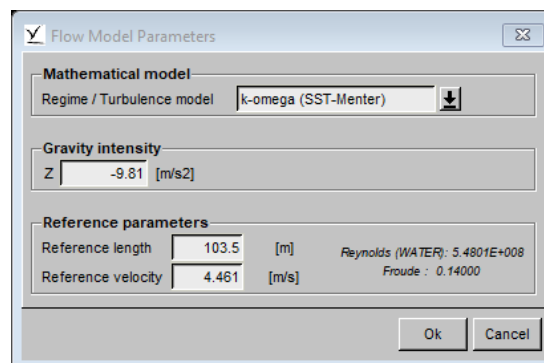 Flow Model Parameters
Mathematical model
Regime / Turbulence model k-omega (SST-Menter)
Gravity intensity
Z -9.81 [m/s2]
Reference parameters
Reference length 103.5 [m] Reynolds (WATER): 5.4801E+008
Reference velocity 4.461 [m/s] Froude : 0.14000
Ok Cancel